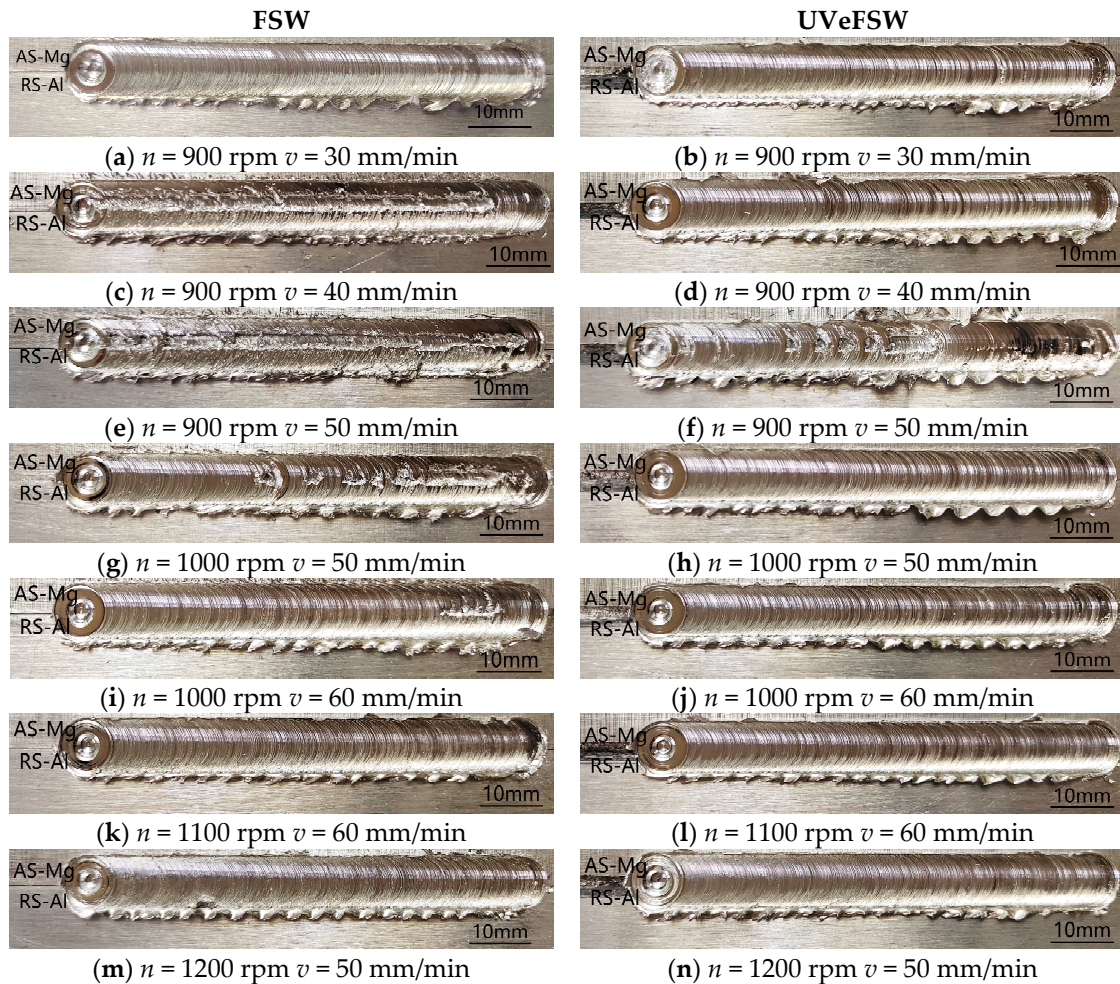 FSW UVeFSW
AS-Mg
RS-Al
10mm
AS-Mg
RS-Al
10mm
(a) n = 900 rpm v = 30 mm/min (b) n = 900 rpm v = 30 mm/min
AS-Mg
RS-Al
10mm
AS-Mg
RS-Al
10mm
(c) n = 900 rpm v = 40 mm/min (d) n = 900 rpm v = 40 mm/min
AS-Mg
RS-Al
10mm
AS-Mg
RS-Al
10mm
(e) n = 900 rpm v = 50 mm/min (f) n = 900 rpm v = 50 mm/min
AS-Mg
RS-Al
10mm
AS-Mg
RS-Al
10mm
(g) n = 1000 rpm v = 50 mm/min (h) n = 1000 rpm v = 50 mm/min
AS-Mg
RS-Al
10mm
AS-Mg
RS-Al
10mm
(i) n = 1000 rpm v = 60 mm/min (j) n = 1000 rpm v = 60 mm/min
AS-Mg
RS-Al
10mm
AS-Mg
RS-Al
10mm
(k) n = 1100 rpm v = 60 mm/min (l) n = 1100 rpm v = 60 mm/min
AS-Mg
RS-Al
10mm
AS-Mg
RS-Al
10mm
(m) n = 1200 rpm v = 50 mm/min (n) n = 1200 rpm v = 50 mm/min